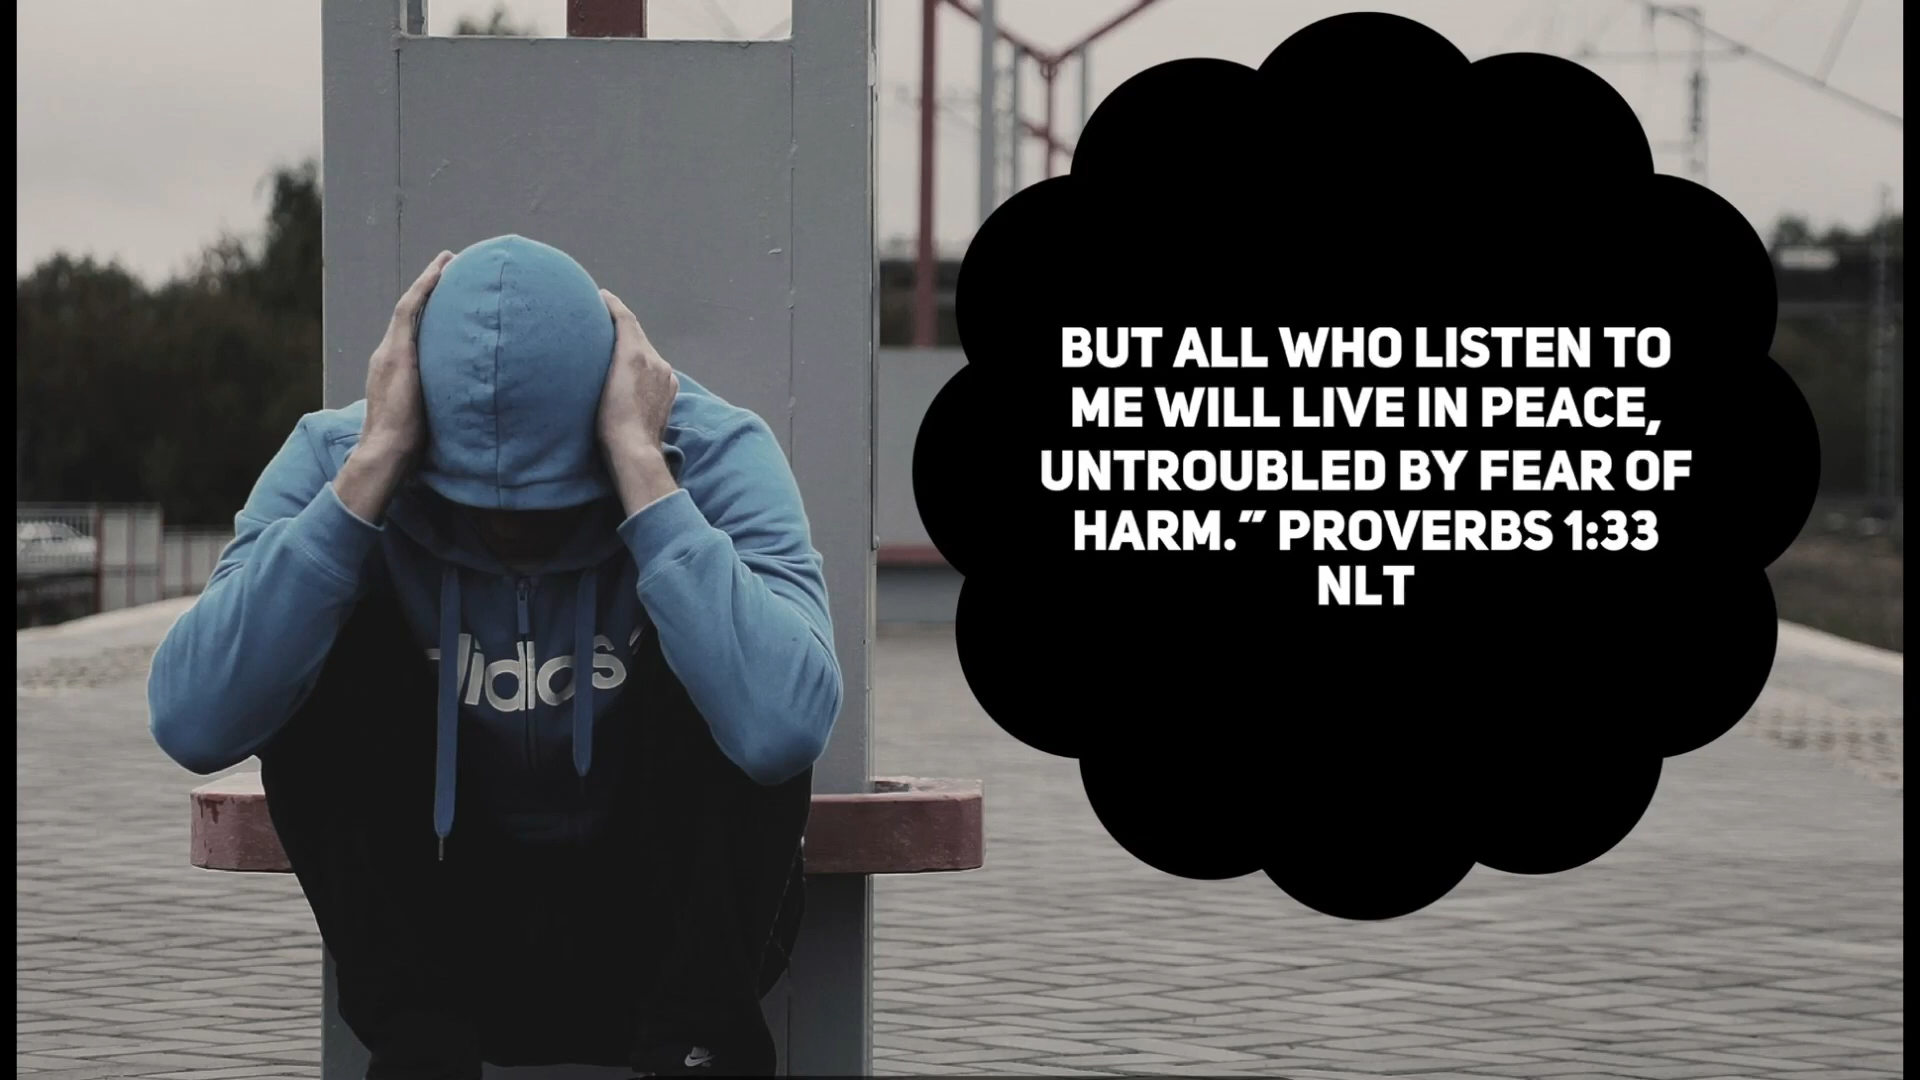 BUT ALL WHO LISTEN TO
ME WILL LIVE IN PEACE,
UNTROUBLED BY FEAR OF
HARM.” PROVERBS 1:33
NLT
didas